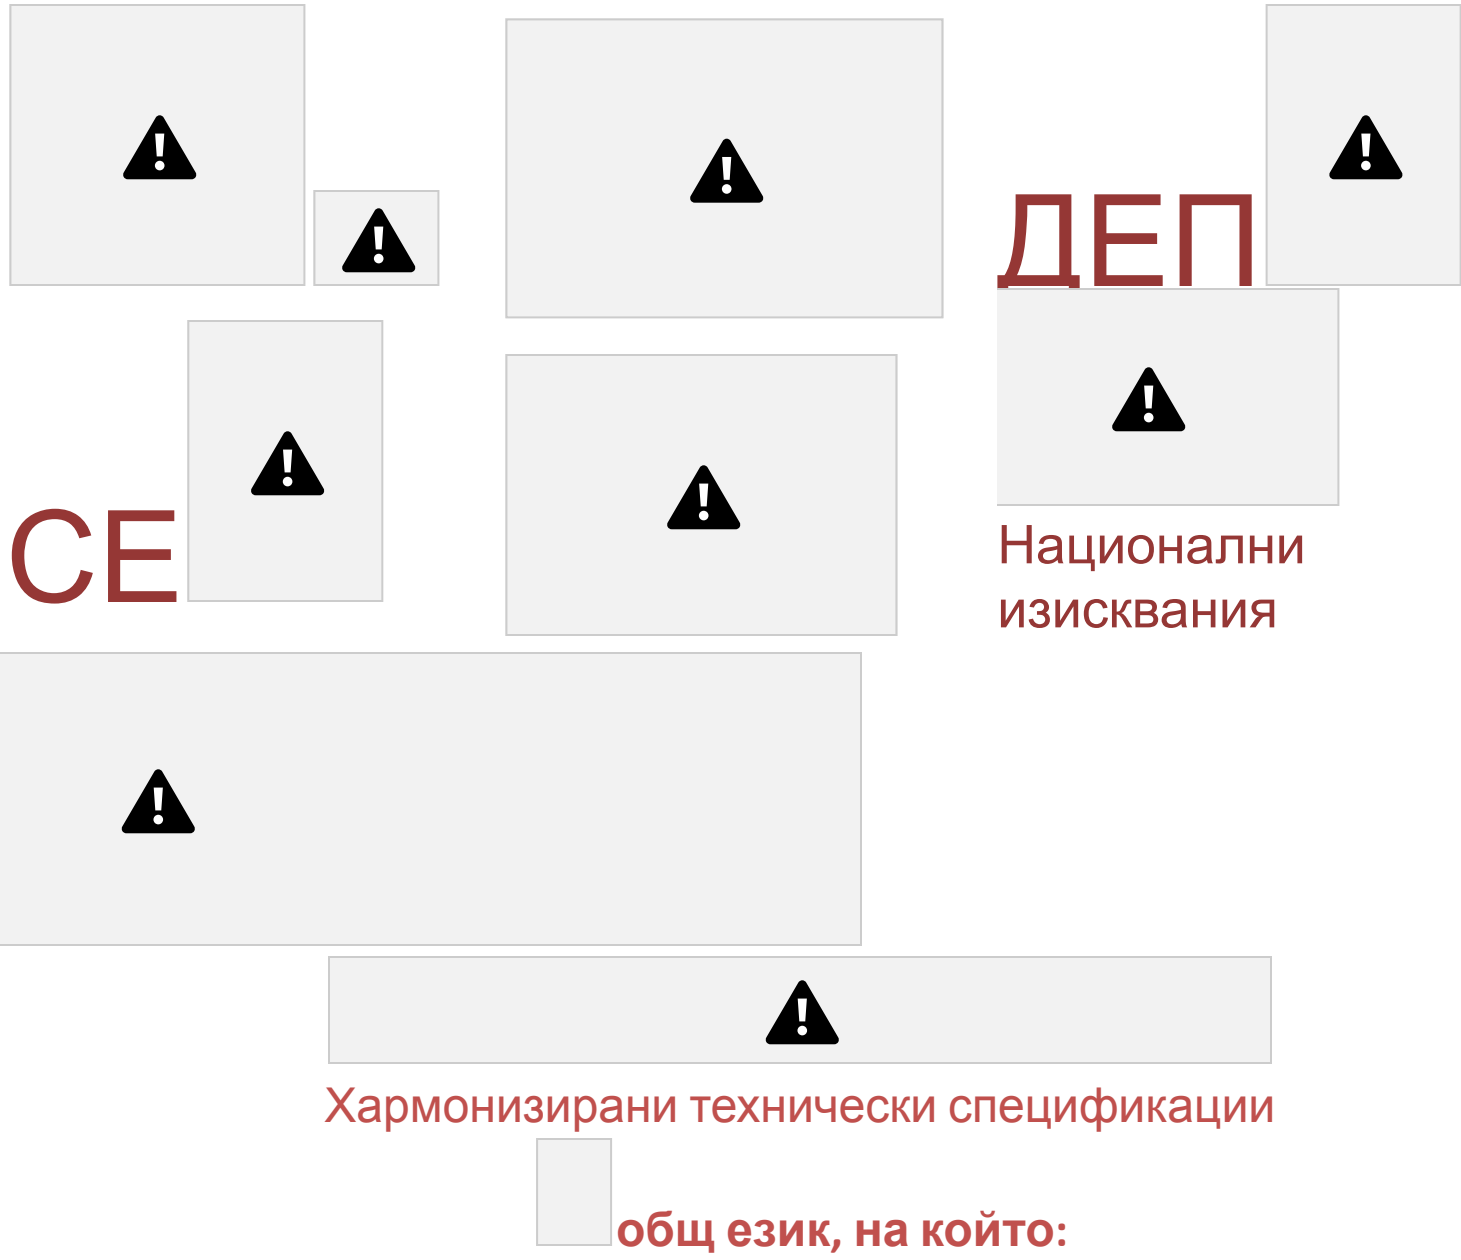 ДЕП
СЕ
Национални
изисквания
Хармонизирани технически спецификации
общ език, на който: